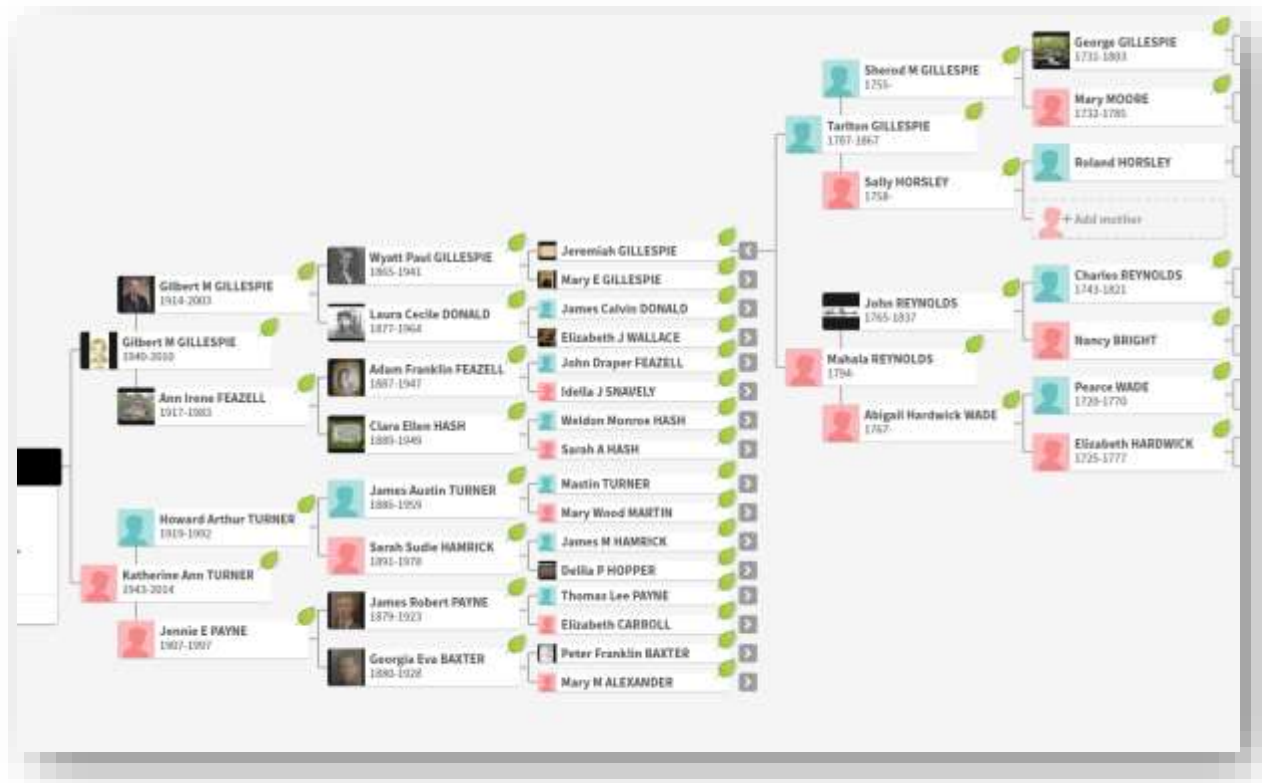 Gilbert M GILLESPIE
1940-2010
Gilbert M GILLESPIE
1914-2003
Ann Irene FEAZELL
1917-1983
Wyatt Paul GILLESPIE
1865-1941
Laura Cecile DONALD
1877-1964
Adam Franklin FEAZELL
1887-1947
Clara Ellen HASH
1889-1949
Jeremiah GILLESPIE
Mary E GILLESPIE
James Calvin DONALD
Elizabeth J WALLACE
John Draper FEAZELL
Idella J SNAVELY
Weldon Monroe HASH
Sarah A HASH
Katherine Ann TURNER
1943-2014
Howard Arthur TURNER
1919-1992
Jennie E PAYNE
1907-1997
James Austin TURNER
1886-1959
Sarah Sudie HAMRICK
1891-1978
James Robert PAYNE
1879-1923
Georgia Eva BAXTER
1880-1928
Mastin TURNER
Mary Wood MARTIN
James M HAMRICK
Delila P HOPPER
Thomas Lee PAYNE
Elizabeth CARROLL
Peter Franklin BAXTER
Mary M ALEXANDER
Tarlton GILLESPIE
1787-1867
Sherod M GILLESPIE
1755-
Sally HORSLEY
1758-
George GILLESPIE
Mary MOORE
1732-1785
Roland HORSLEY
+ Add mother
Mahala REYNOLDS
1794-
John REYNOLDS
1765-1837
Abigail Hardwick WADE
1767-
Charles REYNOLDS
1743-1821
Nancy BRIGHT
Pearce WADE
Elizabeth HARDWICK
1725-1777